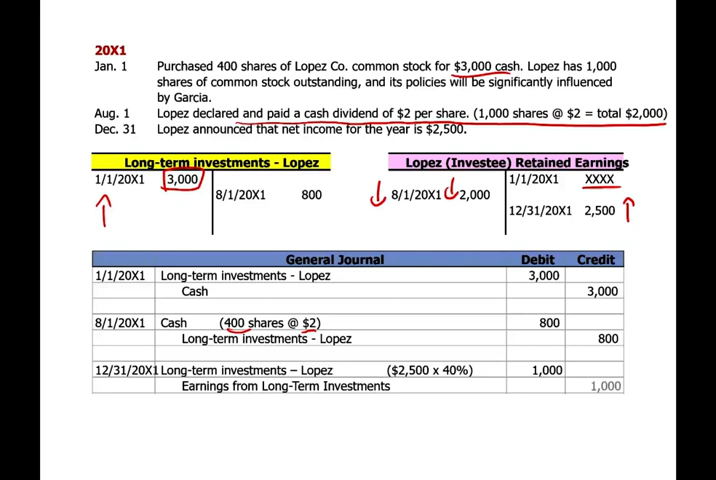 20X1
Jan. 1 Purchased 400 shares of Lopez Co. common stock for $3,000 cash. Lopez has 1,000
shares of common stock outstanding, and its policies will be significantly influenced
by Garcia.
Aug. 1 Lopez declared and paid a cash dividend of $2 per share. (1,000 shares @ $2 = total $2,000)
Dec. 31 Lopez announced that net income for the year is $2,500.
Long-term investments - Lopez Lopez (Investee) Retained Earnings
1/1/20X1 3,000 1/1/20X1 XXXX
8/1/20X1 800 8/1/20X1 2,000
12/31/20X1 2,500
General Journal Debit Credit
1/1/20X1 Long-term investments - Lopez 3,000
Cash 3,000
8/1/20X1 Cash (400 shares @ $2) 800
Long-term investments - Lopez 800
12/31/20X1 Long-term investments – Lopez ($2,500 x 40%) 1,000
Earnings from Long-Term Investments 1,000